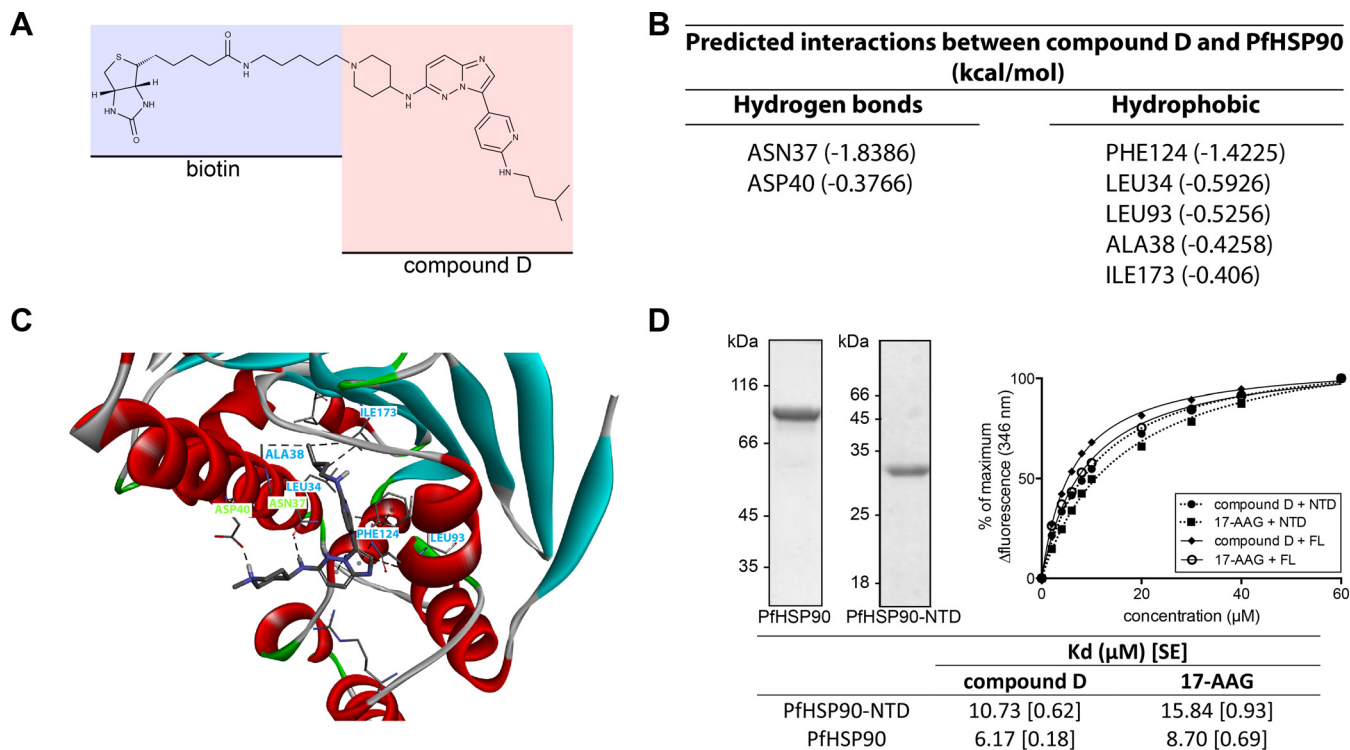 A
S
O
H
H
N
H
HN
NH
O
N
N
H
N
N
N
N
HN
biotin
compound D
B
Predicted interactions between compound D and PfHSP90
(kcal/mol)
Hydrogen bonds Hydrophobic
ASN37 (-1.8386) PHE124 (-1.4225)
ASP40 (-0.3766) LEU34 (-0.5926)
LEU93 (-0.5256)
ALA38 (-0.4258)
ILE173 (-0.406)
C
ILE173
ALA38
LEU34
ASN37
ASP40
PHE124
LEU93
D
kDa
116
66
45
35
PfHSP90
kDa
66
45
35
25
18
PfHSP90-NTD
% of maximum
Δfluorescence (346 nm)
100
50
0
0 20 40 60
concentration (µM)
compound D + NTD
17-AAG + NTD
compound D + FL
17-AAG + FL
Kd (µM) [SE]
compound D 17-AAG
PfHSP90-NTD 10.73 [0.62] 15.84 [0.93]
PfHSP90 6.17 [0.18] 8.70 [0.69]